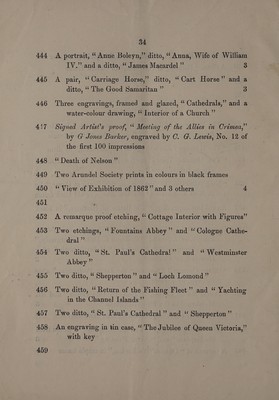 34
444 A portrait, “Anne Boleyn,” ditto, “Anna, Wife of William
IV.” and a ditto, “James Macardel” 3
445 A pair, “Carriage Horse,” ditto, “Cart Horse” and a
ditto, “The Good Samaritan” 3
446 Three engravings, framed and glazed, “Cathedrals,” and a
water-colour drawing, “Interior of a Church”
447 Signed Artist's proof, “Meeting of the Allies in Crimea,”
by G Jones Barker, engraved by C. G. Lewis, No. 12 of
the first 100 impressions
448 “Death of Nelson”
449 Two Arundel Society prints in colours in black frames
450 “View of Exhibition of 1862” and 3 others 4
451
452 A remarque proof etching, “Cottage Interior with Figures”
453 Two etchings, “Fountains Abbey” and “Cologne Cathe-
dral”
454 Two ditto, “St. Paul's Cathedral” and “Westminster
Abbey”
455 Two ditto, “Shepperton” and “Loch Lomond”
456 Two ditto, “Return of the Fishing Fleet” and “Yachting
in the Channel Islands”
457 Two ditto, “St. Paul's Cathedral” and “Shepperton”
458 An engraving in tin case, “The Jubilee of Queen Victoria,”
with key
459